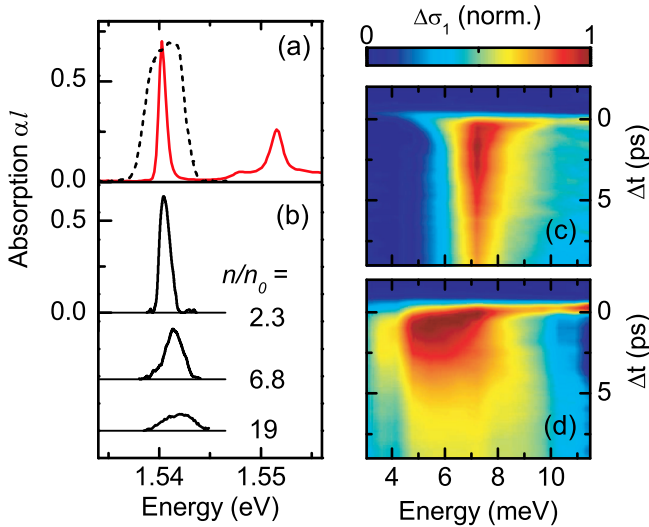 Δσ₁ (norm.)
0 1
(a)
0.5
0.0
Absorption αl
(b)
0.5
n/n₀ =
0.0
2.3
6.8
19
1.54 1.55
Energy (eV)
0
5
Δt (ps)
(c)
0
5
Δt (ps)
(d)
4 6 8 10
Energy (meV)